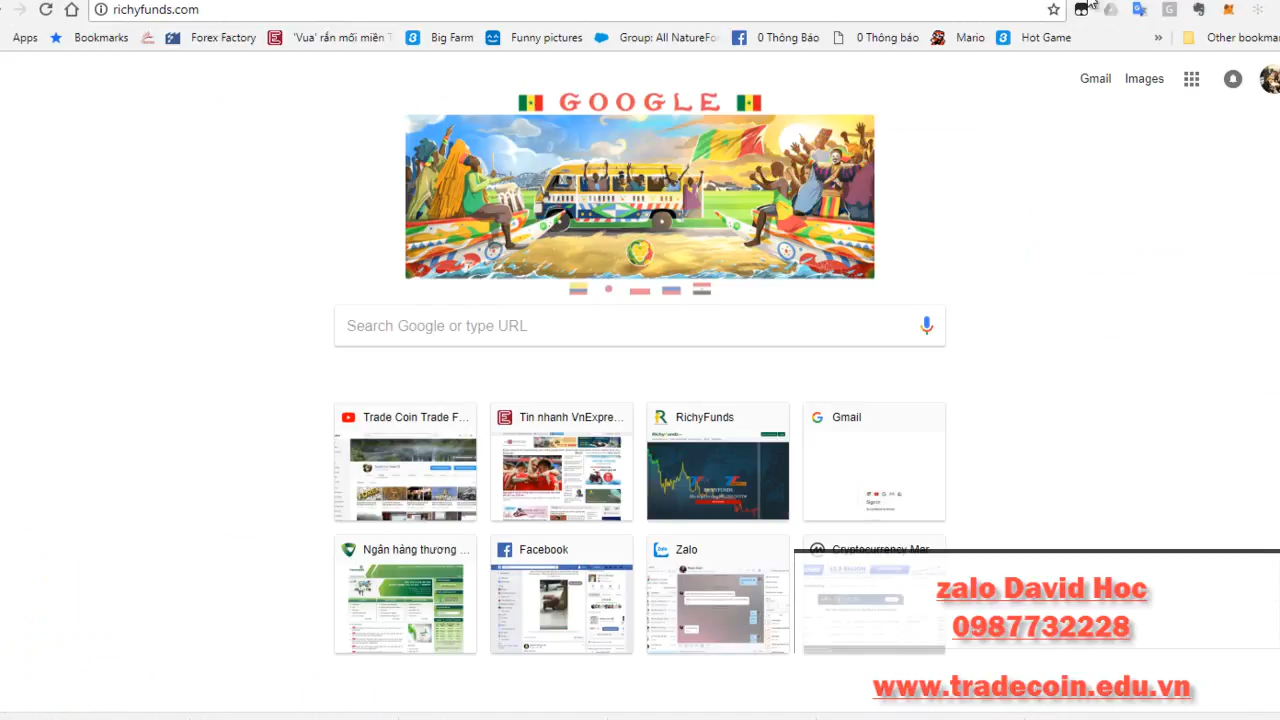 richyfunds.com
Apps Bookmarks Forex Factory 'Vua' rắn mối miền T Big Farm Funny pictures Group: All NatureFo 0 Thông Báo 0 Thông báo Mario Hot Game » Other bookmar
Gmail Images
GOOGLE
Search Google or type URL
Trade Coin Trade F... Tin nhanh VnExpre... RichyFunds Gmail
Ngân hàng thương ... Facebook Zalo Cryptocurrency Mar
zalo David Hoc
0987732228
www.tradecoin.edu.vn